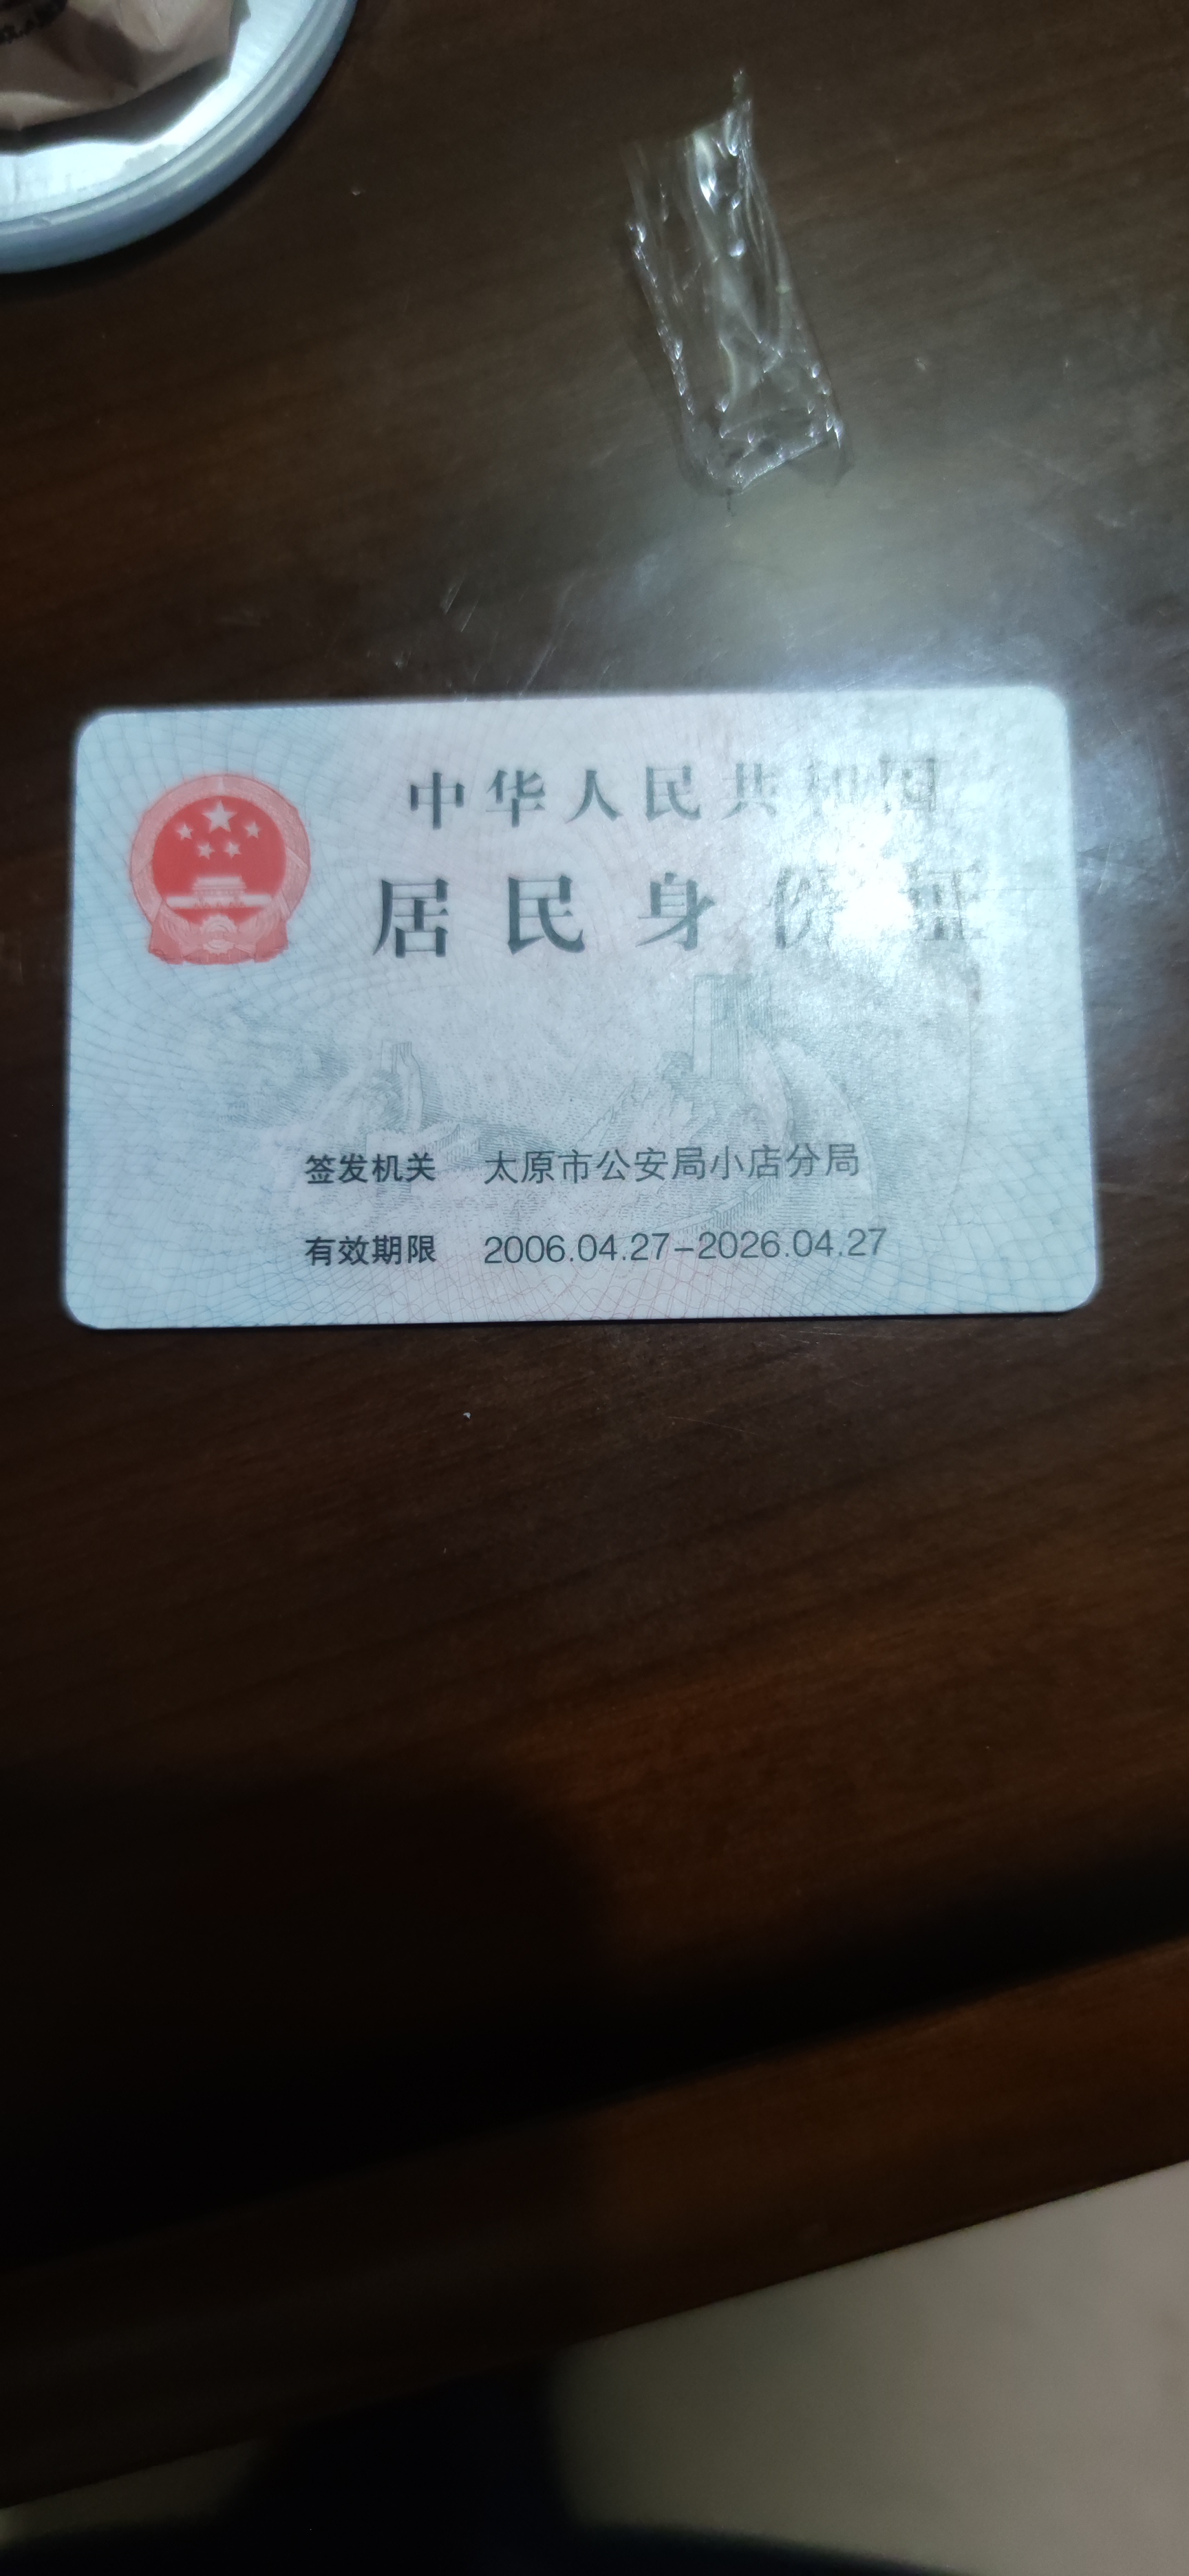 中华人民共和国
居民身份证
签发机关 太原市公安局小店分局
有效期限 2006.04.27-2026.04.27